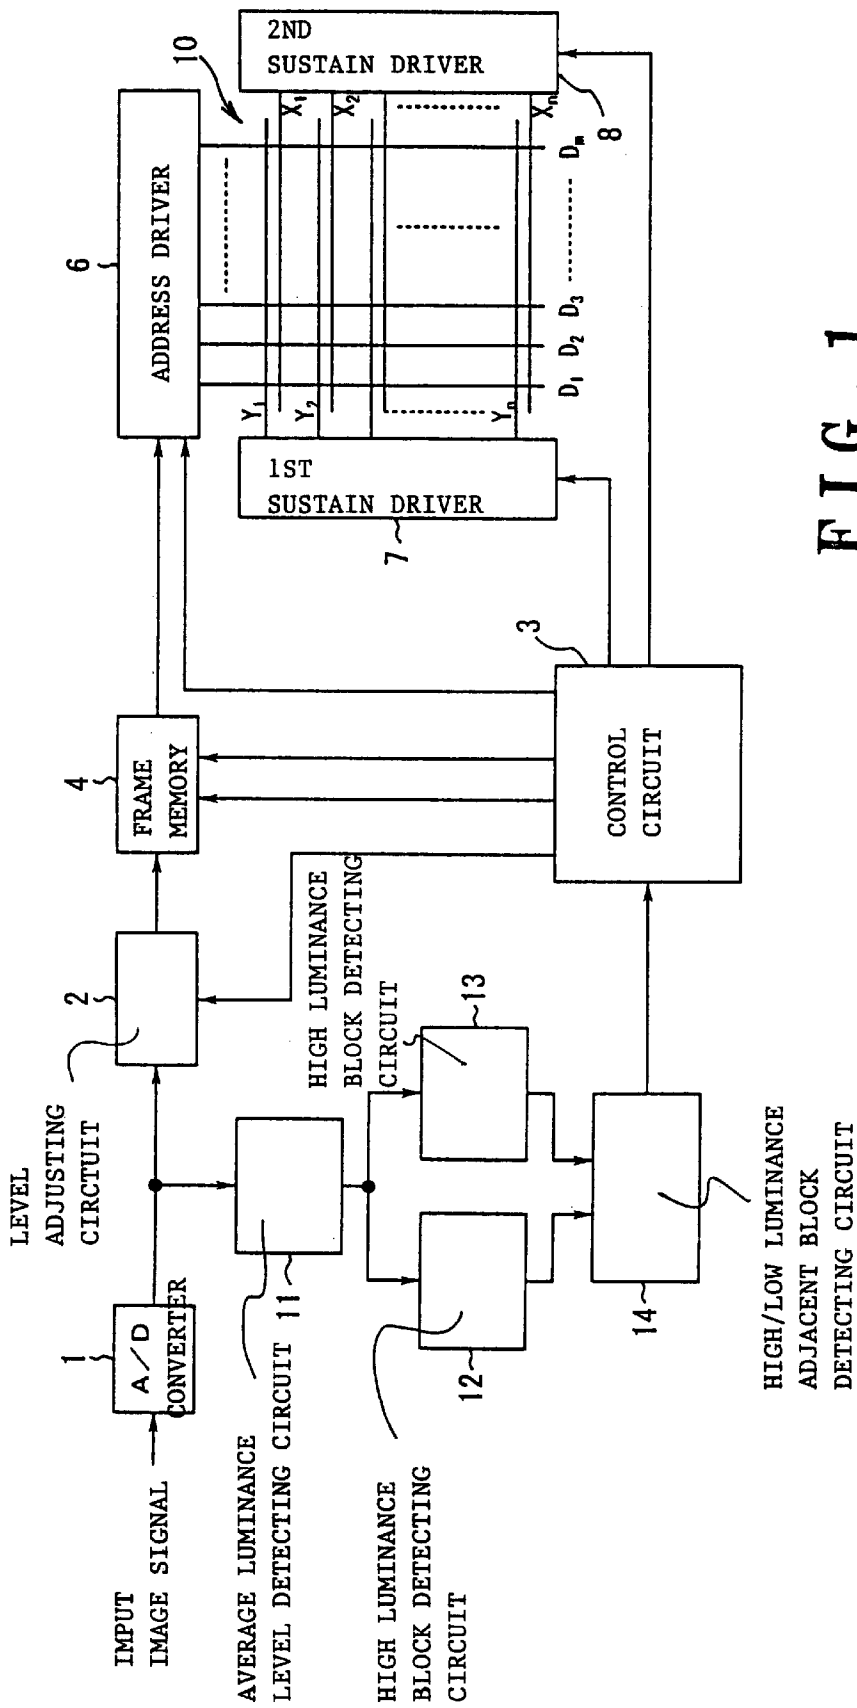 INPUT
IMAGE SIGNAL
1
A/D
CONVERTER
LEVEL
ADJUSTING
CIRCTUIT
2
4
FRAME
MEMORY
6
ADDRESS DRIVER
10
2ND
SUSTAIN DRIVER
8
1ST
SUSTAIN DRIVER
7
Y1
Y2
Yn
X1
X2
Xn
D1
D2
D3
Dm
3
CONTROL
CIRCUIT
AVERAGE LUMINANCE
LEVEL DETECTING CIRCUIT
11
HIGH LUMINANCE
BLOCK DETECTING
CIRCUIT
12
HIGH LUMINANCE
BLOCK DETECTING
CIRCUIT
13
14
HIGH/LOW LUMINANCE
ADJACENT BLOCK
DETECTING CIRCUIT
FIG. 1